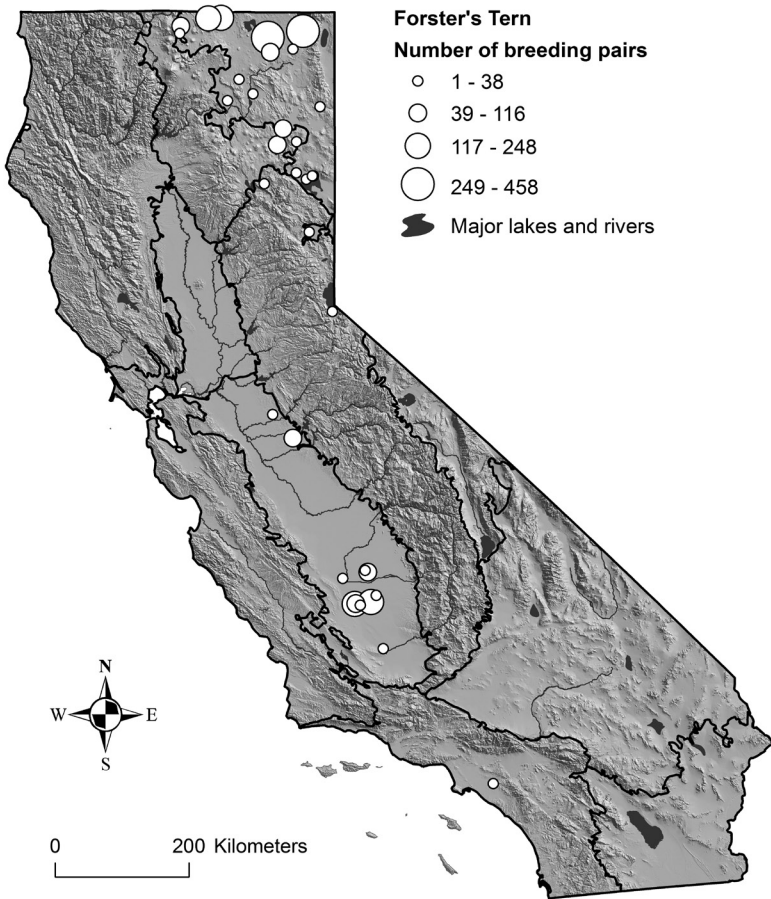 Forster's Tern
Number of breeding pairs
1 - 38
39 - 116
117 - 248
249 - 458
Major lakes and rivers
N
W E
S
0 200 Kilometers